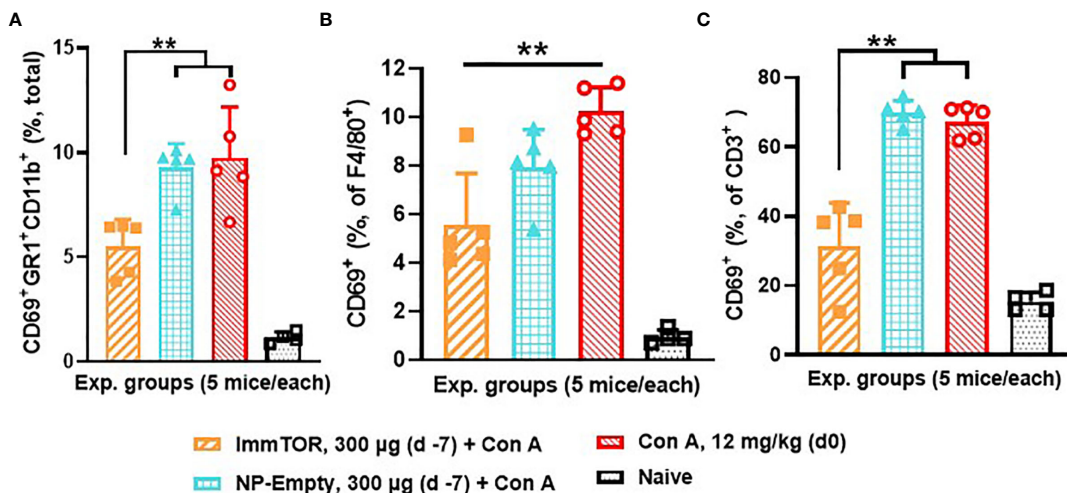 A
B
C
**
**
**
CD69+GR1+CD11b+ (%, total)
15
10
5
0
Exp. groups (5 mice/each)
CD69+ (%, of F4/80+)
14
12
10
8
6
4
2
0
Exp. groups (5 mice/each)
CD69+ (%, of CD3+ )
80
60
40
20
0
Exp. groups (5 mice/each)
ImmTOR, 300 µg (d -7) + Con A
NP-Empty, 300 µg (d -7) + Con A
Con A, 12 mg/kg (d0)
Naive